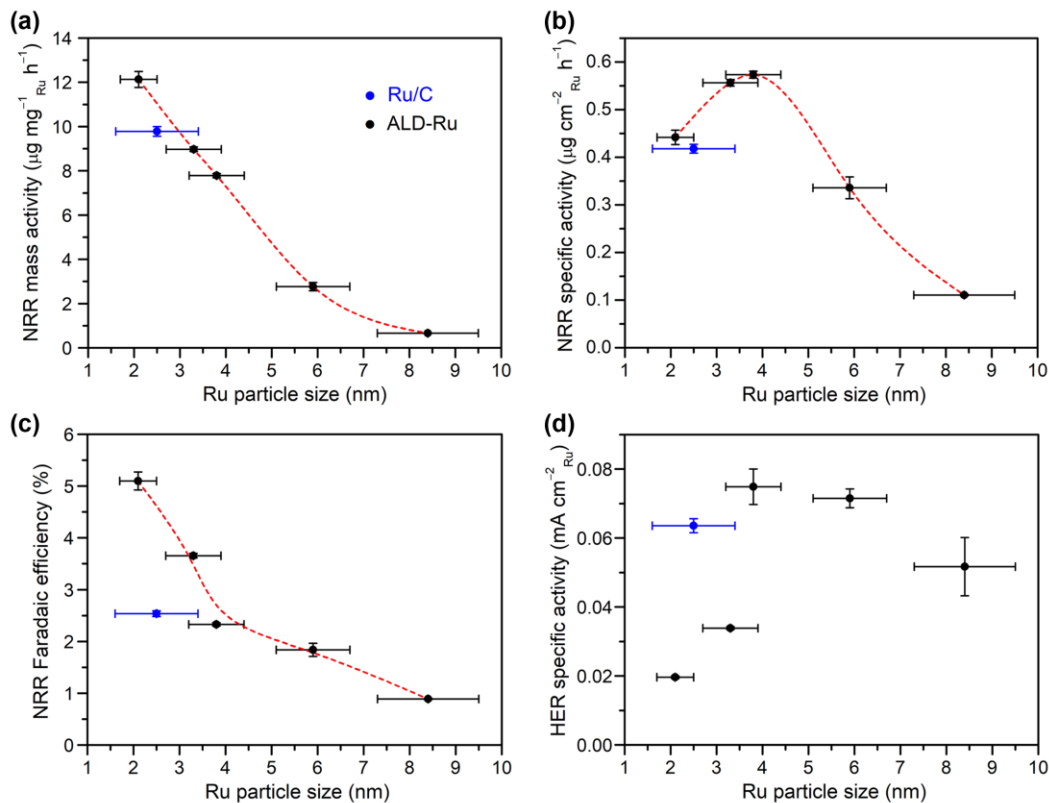 (a)
NRR mass activity (µg mg⁻¹Ru h⁻¹)
14
12
10
8
6
4
2
0
Ru/C
ALD-Ru
1 2 3 4 5 6 7 8 9 10
Ru particle size (nm)
(b)
NRR specific activity (µg cm⁻²Ru h⁻¹)
0.6
0.5
0.4
0.3
0.2
0.1
0.0
1 2 3 4 5 6 7 8 9 10
Ru particle size (nm)
(c)
NRR Faradaic efficiency (%)
6
5
4
3
2
1
0
1 2 3 4 5 6 7 8 9 10
Ru particle size (nm)
(d)
HER specific activity (mA cm⁻²Ru)
0.08
0.06
0.04
0.02
0.00
1 2 3 4 5 6 7 8 9 10
Ru particle size (nm)